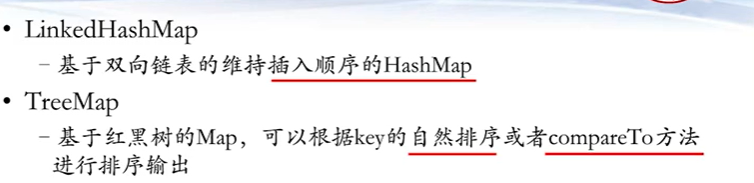 • LinkedHashMap
– 基于双向链表的维持插入顺序的HashMap
• TreeMap
– 基于红黑树的Map，可以根据key的自然排序或者compareTo方法
进行排序输出